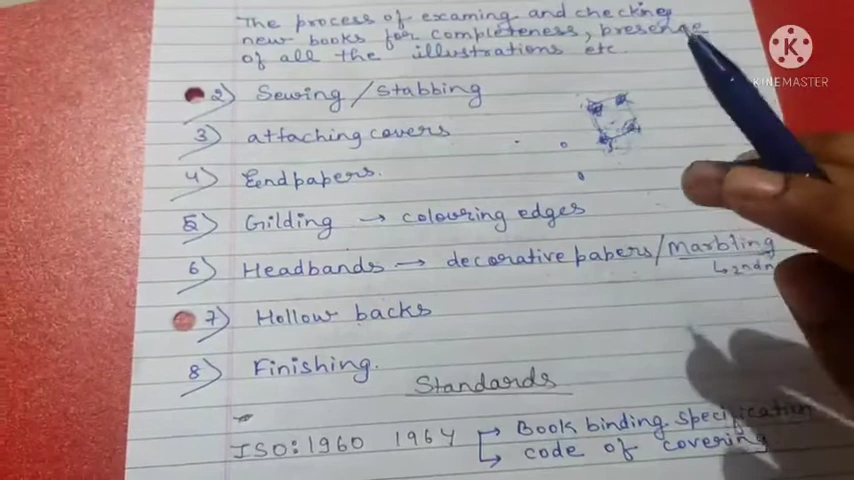 The process of examing and checking
new books for completeness, presense
of all the illustrations etc.
2) Sewing/stabbing
3) attaching covers
4) Endpapers.
5) Gilding → colouring edges
6) Headbands → decorative papers/Marbling
7) Hollow backs
8) Finishing.
Standards
ISO: 1960 1964 → Book binding specification
→ code of covering
K
KINEMASTER